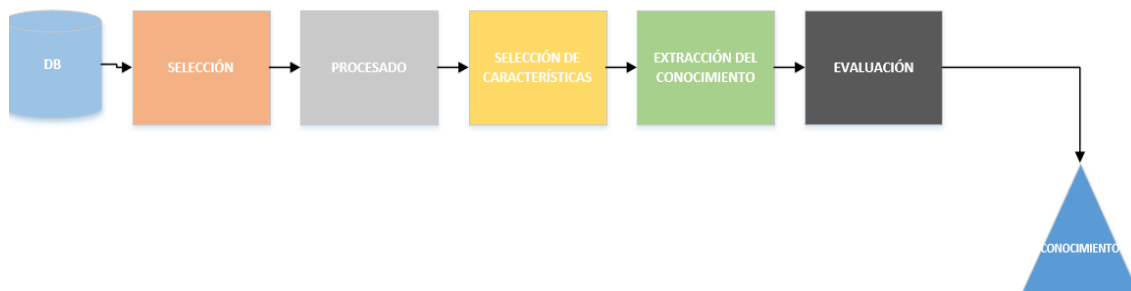 DB
SELECCIÓN
PROCESADO
SELECCIÓN DE
CARACTERÍSTICAS
EXTRACCIÓN DEL
CONOCIMIENTO
EVALUACIÓN
CONOCIMIENTO